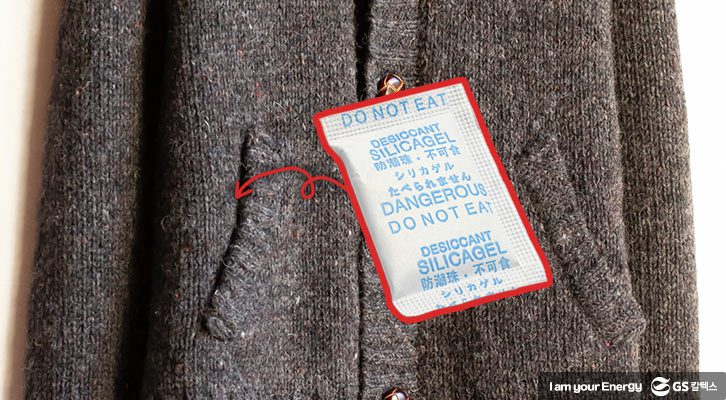 DO NOT EAT
DESICCANT
SILICAGEL
防潮珠・不可食
シリカゲル
たべられません
DANGEROUS
DO NOT EAT
DESICCANT
SILICAGEL
防潮珠・不可食
シリカゲル
I am your Energy GS칼텍스